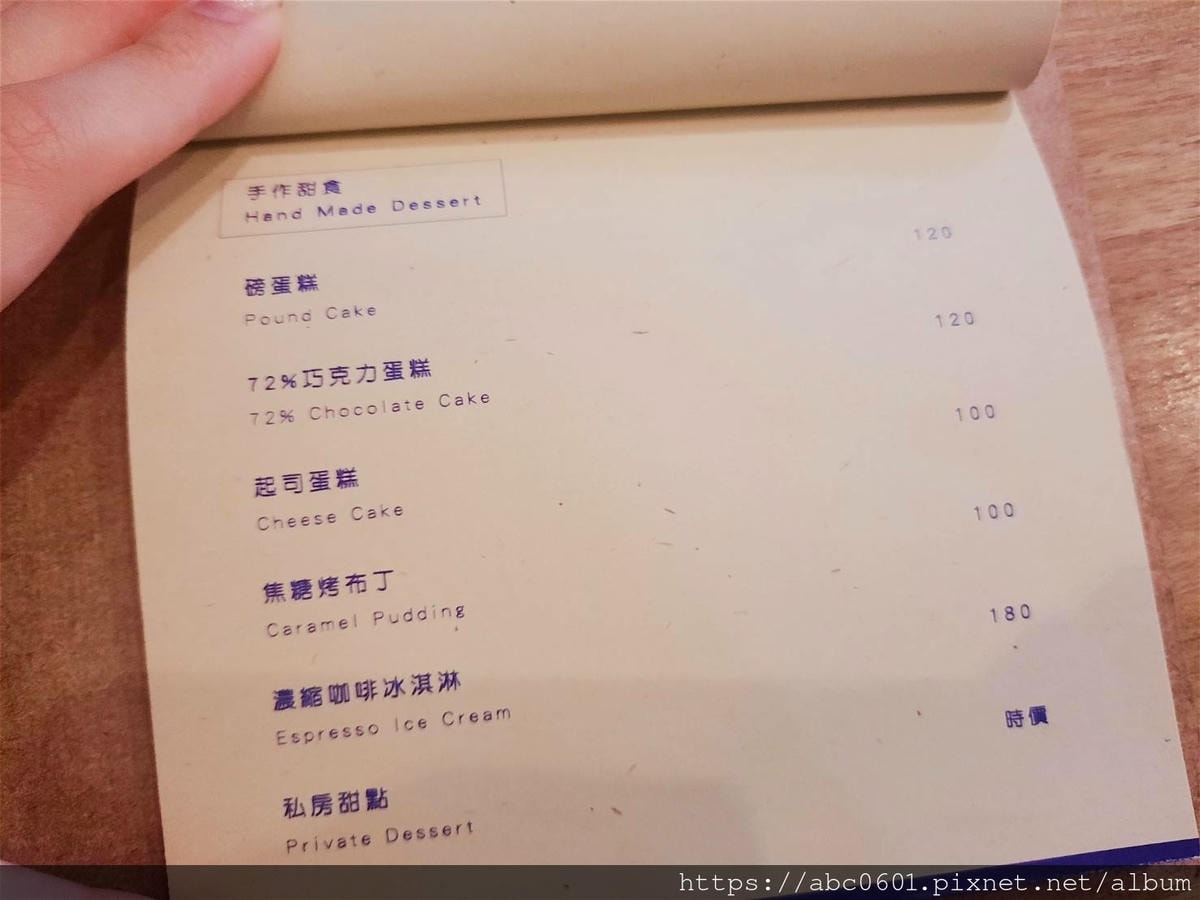 手作甜食
Hand Made Dessert
磅蛋糕 120
Pound Cake
72%巧克力蛋糕 120
72% Chocolate Cake
起司蛋糕 100
Cheese Cake
焦糖烤布丁 100
Caramel Pudding
濃縮咖啡冰淇淋 180
Espresso Ice Cream
私房甜點 時價
Private Dessert
https://abc0601.pixnet.net/album